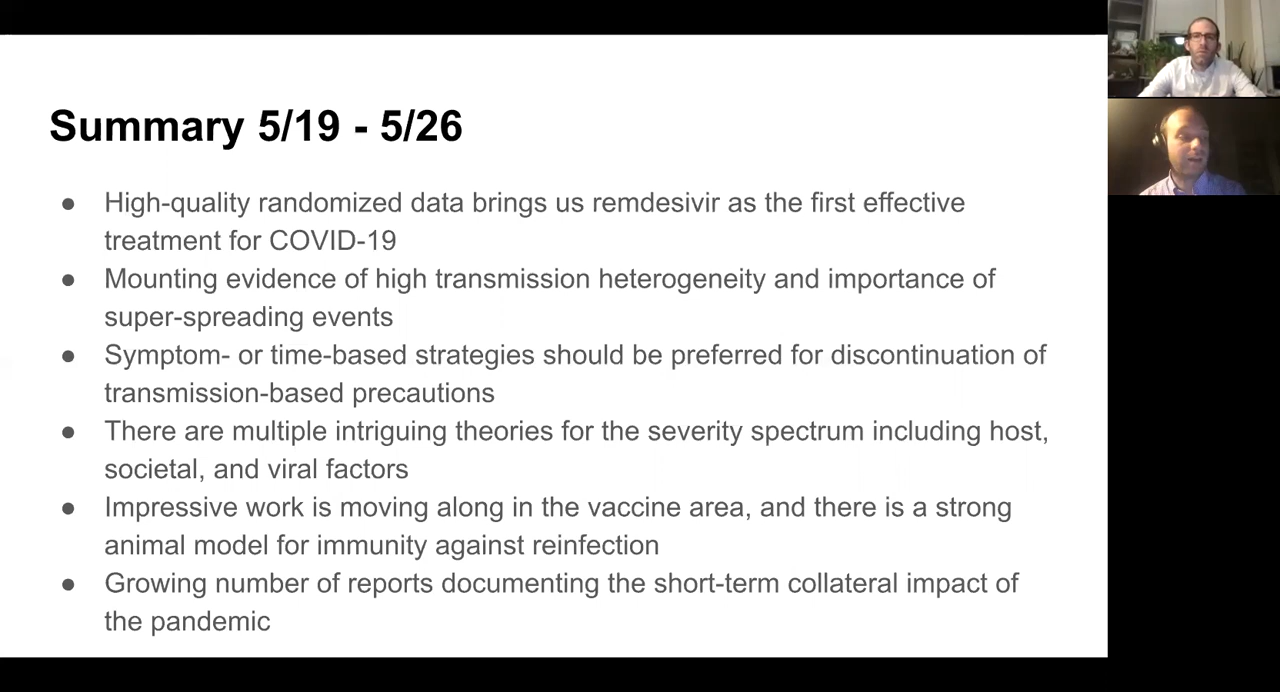 Summary 5/19 - 5/26
● High-quality randomized data brings us remdesivir as the first effective
treatment for COVID-19
● Mounting evidence of high transmission heterogeneity and importance of
super-spreading events
● Symptom- or time-based strategies should be preferred for discontinuation of
transmission-based precautions
● There are multiple intriguing theories for the severity spectrum including host,
societal, and viral factors
● Impressive work is moving along in the vaccine area, and there is a strong
animal model for immunity against reinfection
● Growing number of reports documenting the short-term collateral impact of
the pandemic